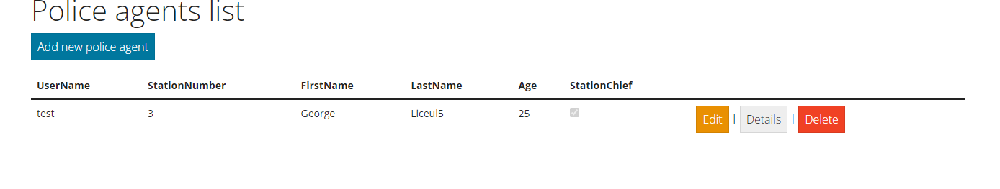 Police agents list
Add new police agent
UserName StationNumber FirstName LastName Age StationChief
test 3 George Liceul5 25 Edit | Details | Delete